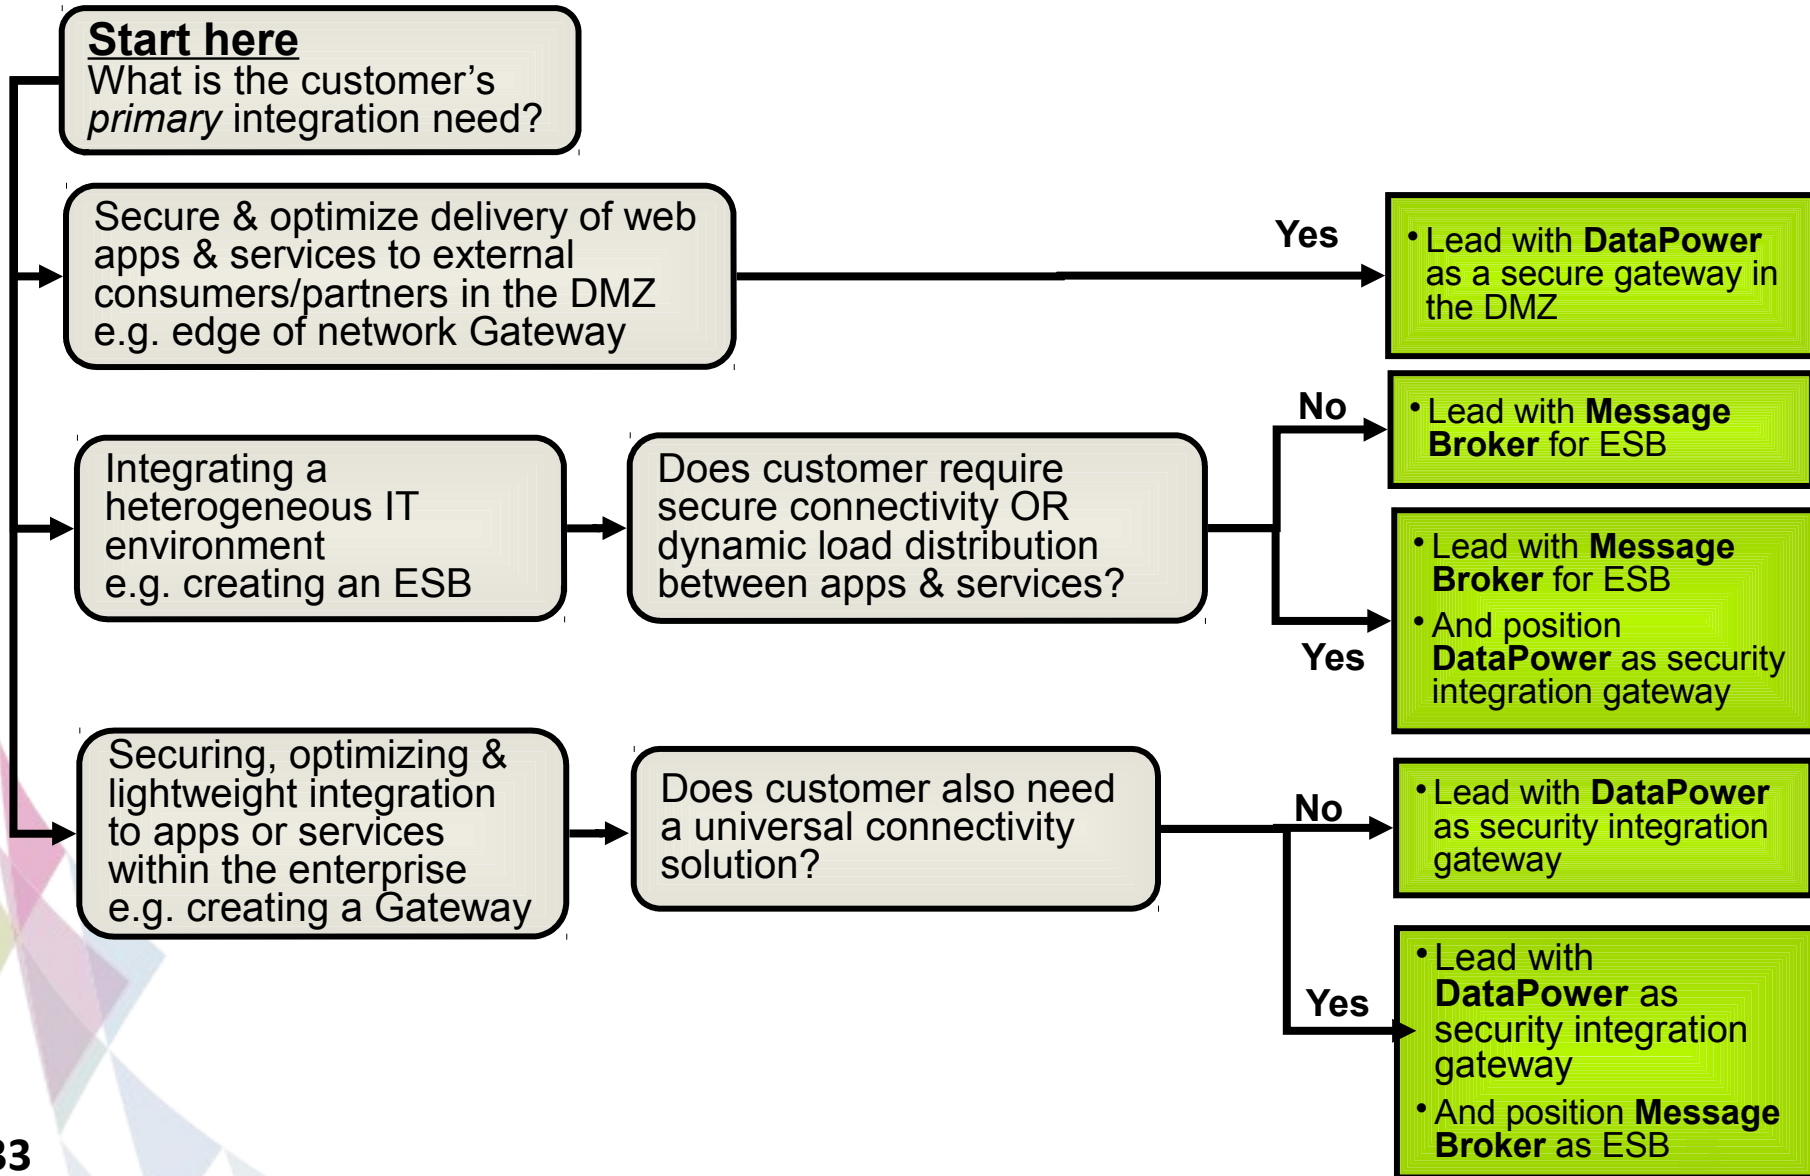 Start here
What is the customer’s
primary integration need?
Secure & optimize delivery of web
apps & services to external
consumers/partners in the DMZ
e.g. edge of network Gateway
Yes
• Lead with DataPower
as a secure gateway in
the DMZ
Integrating a
heterogeneous IT
environment
e.g. creating an ESB
Does customer require
secure connectivity OR
dynamic load distribution
between apps & services?
No
• Lead with Message
Broker for ESB
Yes
• Lead with Message
Broker for ESB
• And position
DataPower as security
integration gateway
Securing, optimizing &
lightweight integration
to apps or services
within the enterprise
e.g. creating a Gateway
Does customer also need
a universal connectivity
solution?
No
• Lead with DataPower
as security integration
gateway
Yes
• Lead with
DataPower as
security integration
gateway
• And position Message
Broker as ESB
33